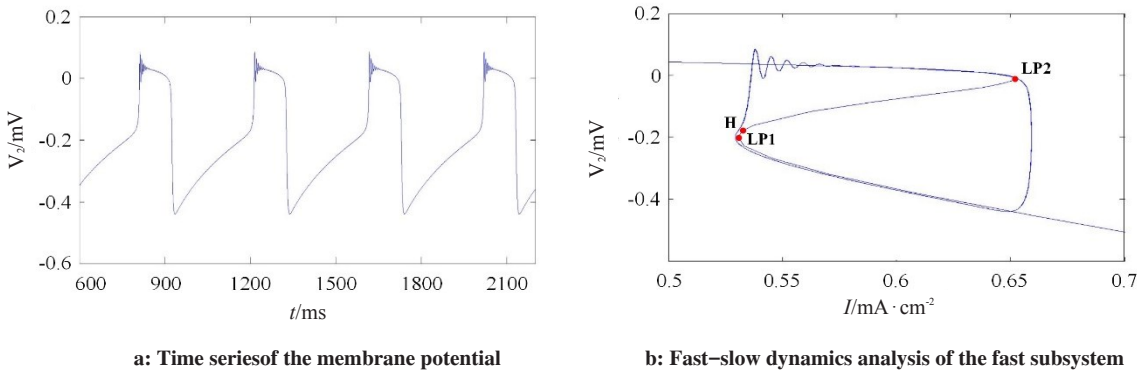 0.2
0
-0.2
-0.4
-0.6
V₂/mV
600
900
1200
1500
1800
2100
t/ms
a: Time seriesof the membrane potential
0.2
0
-0.2
-0.4
V₂/mV
LP2
H
LP1
0.5
0.55
0.6
0.65
0.7
I/mA·cm⁻²
b: Fast−slow dynamics analysis of the fast subsystem